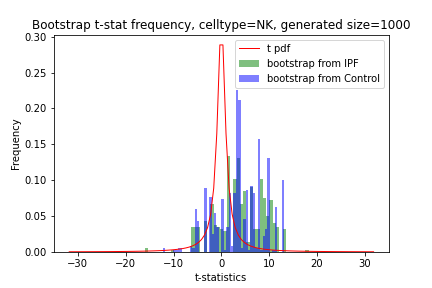 Bootstrap t-stat frequency, celltype=NK, generated size=1000
0.30
0.25
0.20
0.15
0.10
0.05
0.00
Frequency
t pdf
bootstrap from IPF
bootstrap from Control
−30
−20
−10
0
10
20
30
t-statistics